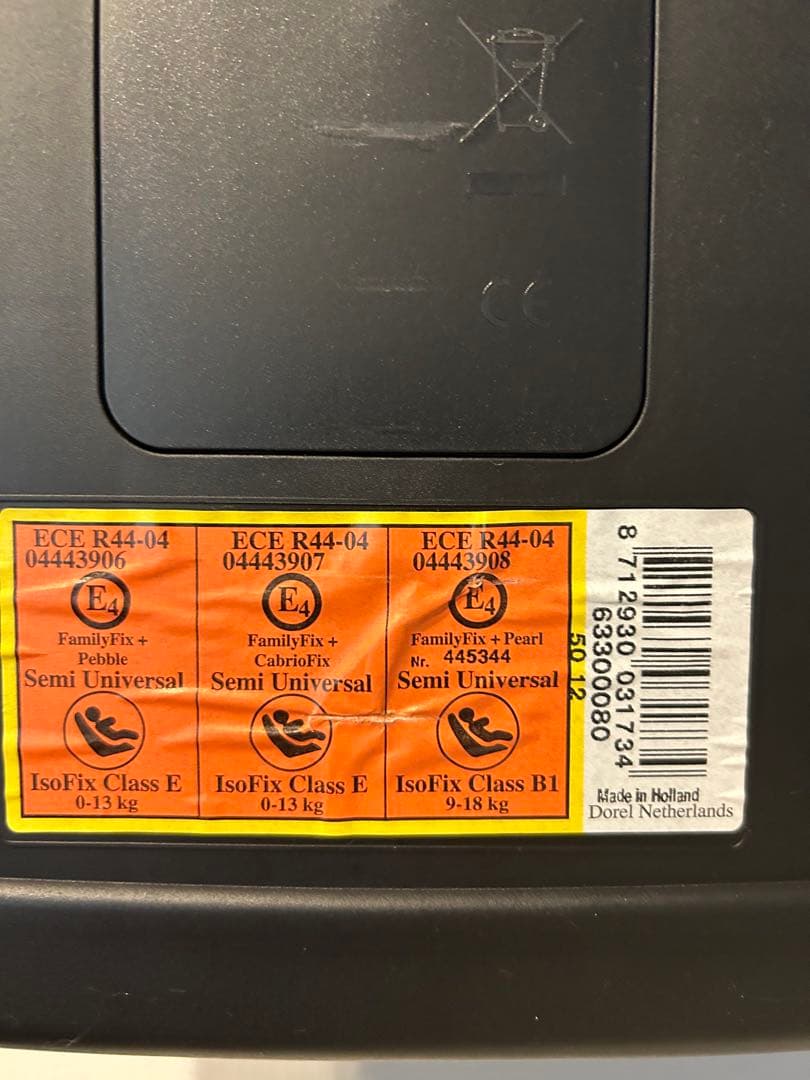 CE
ECE R44-04
04443906
E4
FamilyFix +
Pebble
Semi Universal
IsoFix Class E
0-13 kg
ECE R44-04
04443907
E4
FamilyFix +
CabrioFix
Semi Universal
IsoFix Class E
0-13 kg
ECE R44-04
04443908
E4
FamilyFix + Pearl
Nr. 445344
Semi Universal
IsoFix Class B1
9-18 kg
50 12
63300080
8 712930 031734
Made in Holland
Dorel Netherlands